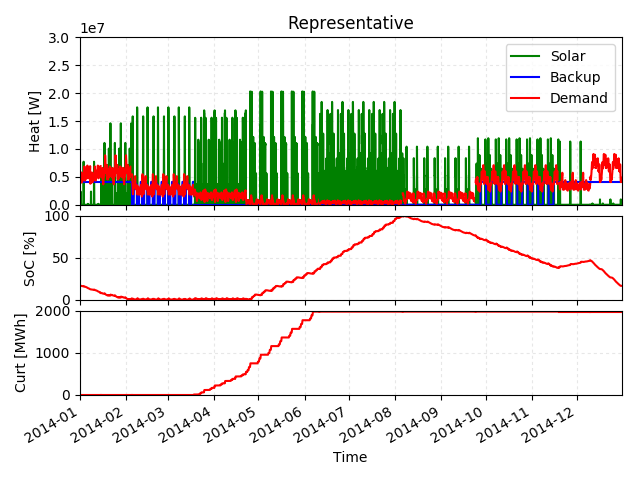 Representative
1e7
Heat [W]
3.0
2.5
2.0
1.5
1.0
0.5
0.0
Solar
Backup
Demand
SoC [%]
100
50
0
Curt [MWh]
2000
1000
0
2014-01
2014-02
2014-03
2014-04
2014-05
2014-06
2014-07
2014-08
2014-09
2014-10
2014-11
2014-12
Time